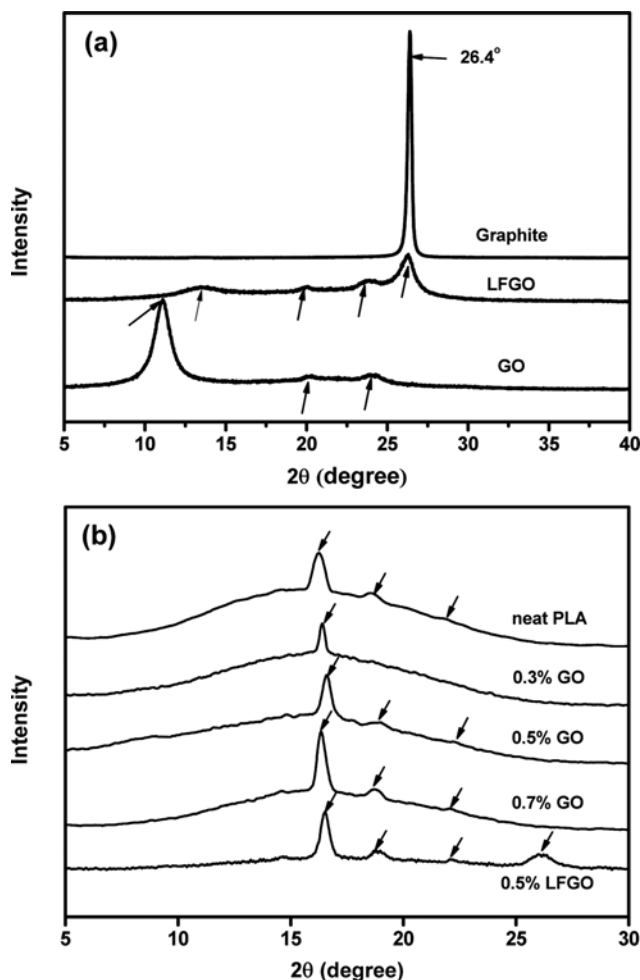 (a)
26.4°
Graphite
LFGO
GO
Intensity
5 10 15 20 25 30 35 40
2θ (degree)
(b)
neat PLA
0.3% GO
0.5% GO
0.7% GO
0.5% LFGO
Intensity
5 10 15 20 25 30
2θ (degree)